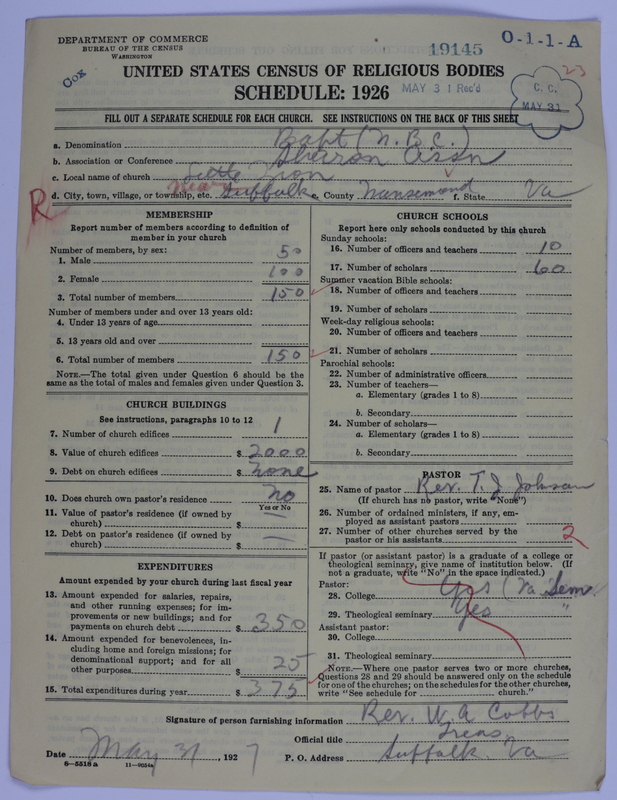 DEPARTMENT OF COMMERCE
BUREAU OF THE CENSUS
WASHINGTON
19145
O-1-1-A
Cox
23
UNITED STATES CENSUS OF RELIGIOUS BODIES
SCHEDULE: 1926
MAY 31 Rec'd
C. C.
MAY 31
FILL OUT A SEPARATE SCHEDULE FOR EACH CHURCH. SEE INSTRUCTIONS ON THE BACK OF THIS SHEET
a. Denomination Bapt (N.B.C.)
b. Association or Conference Sharon Assn
c. Local name of church Little Zion
d. City, town, village, or township, etc. near Suffolk e. County Nansemond f. State Va
R
MEMBERSHIP
Report number of members according to definition of
member in your church
Number of members, by sex:
1. Male 50
2. Female 100
3. Total number of members 150
Number of members under and over 13 years old:
4. Under 13 years of age
5. 13 years old and over
6. Total number of members 150
NOTE.—The total given under Question 6 should be the
same as the total of males and females given under Question 3.
CHURCH BUILDINGS
See instructions, paragraphs 10 to 12
7. Number of church edifices 1
8. Value of church edifices $ 2000
9. Debt on church edifices $ none
10. Does church own pastor's residence no
Yes or No
11. Value of pastor's residence (if owned by
church) $ —
12. Debt on pastor's residence (if owned by
church) $ —
EXPENDITURES
Amount expended by your church during last fiscal year
13. Amount expended for salaries, repairs,
and other running expenses; for im-
provements or new buildings; and for
payments on church debt $ 350
14. Amount expended for benevolences, in-
cluding home and foreign missions; for
denominational support; and for all
other purposes $ 25
15. Total expenditures during year $ 375
CHURCH SCHOOLS
Report here only schools conducted by this church
Sunday schools:
16. Number of officers and teachers 10
17. Number of scholars 60
Summer vacation Bible schools:
18. Number of officers and teachers
19. Number of scholars
Week-day religious schools:
20. Number of officers and teachers
21. Number of scholars
Parochial schools:
22. Number of administrative officers
23. Number of teachers—
a. Elementary (grades 1 to 8)
b. Secondary
24. Number of scholars—
a. Elementary (grades 1 to 8)
b. Secondary
PASTOR
25. Name of pastor Rev. T. J. Johnson
(If church has no pastor, write "None")
26. Number of ordained ministers, if any, em-
ployed as assistant pastors
27. Number of other churches served by the
pastor or his assistants 2
If pastor (or assistant pastor) is a graduate of a college or
theological seminary, give name of institution below. (If
not a graduate, write "No" in the space indicated.)
Pastor:
28. College Yes (Va Sem.
29. Theological seminary Yes "
Assistant pastor:
30. College
31. Theological seminary
NOTE.—Where one pastor serves two or more churches,
Questions 28 and 29 should be answered only on the schedule
for one of the churches; on the schedules for the other churches,
write "See schedule for church."
Signature of person furnishing information Rev. W. A Cobbs
Official title Treas.
Date May 31, 1927 P. O. Address Suffolk Va
8-5518 a 11-9034a